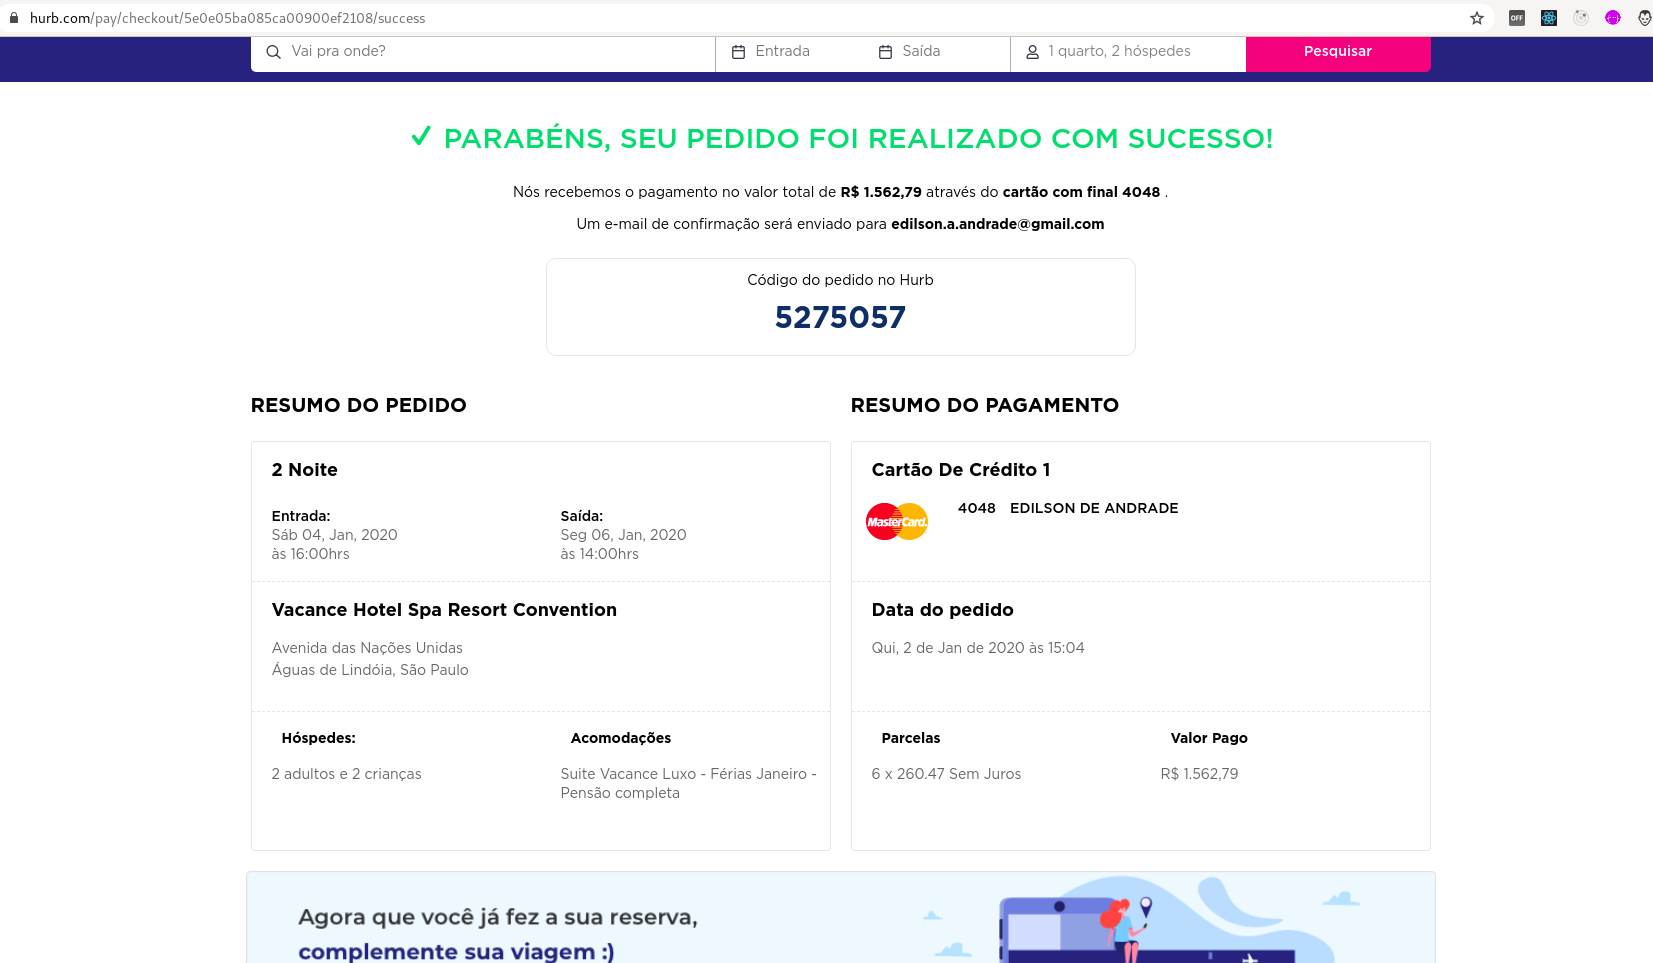 hurb.com/pay/checkout/5e0e05ba085ca00900ef2108/success
OFF
Vai pra onde?
Entrada
Saída
1 quarto, 2 hóspedes
Pesquisar
PARABÉNS, SEU PEDIDO FOI REALIZADO COM SUCESSO!
Nós recebemos o pagamento no valor total de R$ 1.562,79 através do cartão com final 4048 .
Um e-mail de confirmação será enviado para edilson.a.andrade@gmail.com
Código do pedido no Hurb
5275057
RESUMO DO PEDIDO
2 Noite
Entrada:
Sáb 04, Jan, 2020
às 16:00hrs
Saída:
Seg 06, Jan, 2020
às 14:00hrs
Vacance Hotel Spa Resort Convention
Avenida das Nações Unidas
Águas de Lindóia, São Paulo
Hóspedes:
2 adultos e 2 crianças
Acomodações
Suite Vacance Luxo - Férias Janeiro -
Pensão completa
RESUMO DO PAGAMENTO
Cartão De Crédito 1
MasterCard
4048 EDILSON DE ANDRADE
Data do pedido
Qui, 2 de Jan de 2020 às 15:04
Parcelas
6 x 260.47 Sem Juros
Valor Pago
R$ 1.562,79
Agora que você já fez a sua reserva,
complemente sua viagem :)